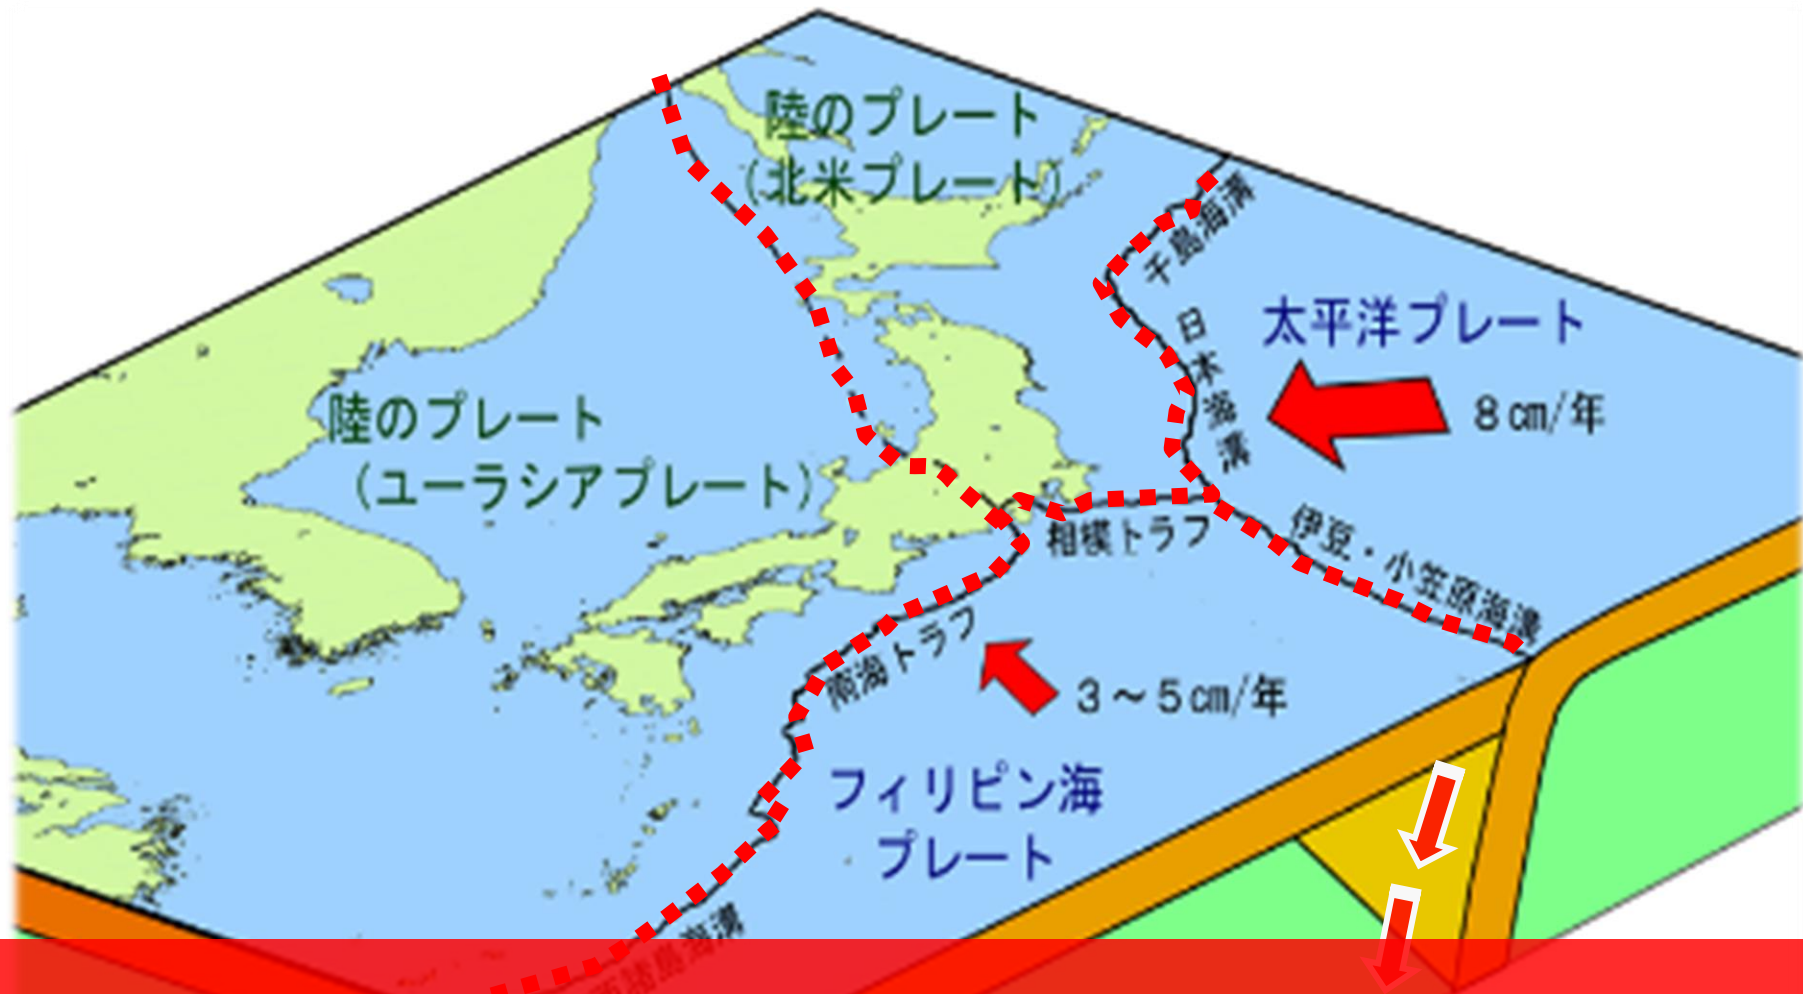 陸のプレート
(北米プレート)
千島海溝
日本海溝
太平洋プレート
8㎝/年
陸のプレート
(ユーラシアプレート)
相模トラフ
伊豆・小笠原海溝
南海トラフ
3～5㎝/年
フィリピン海
プレート
海溝